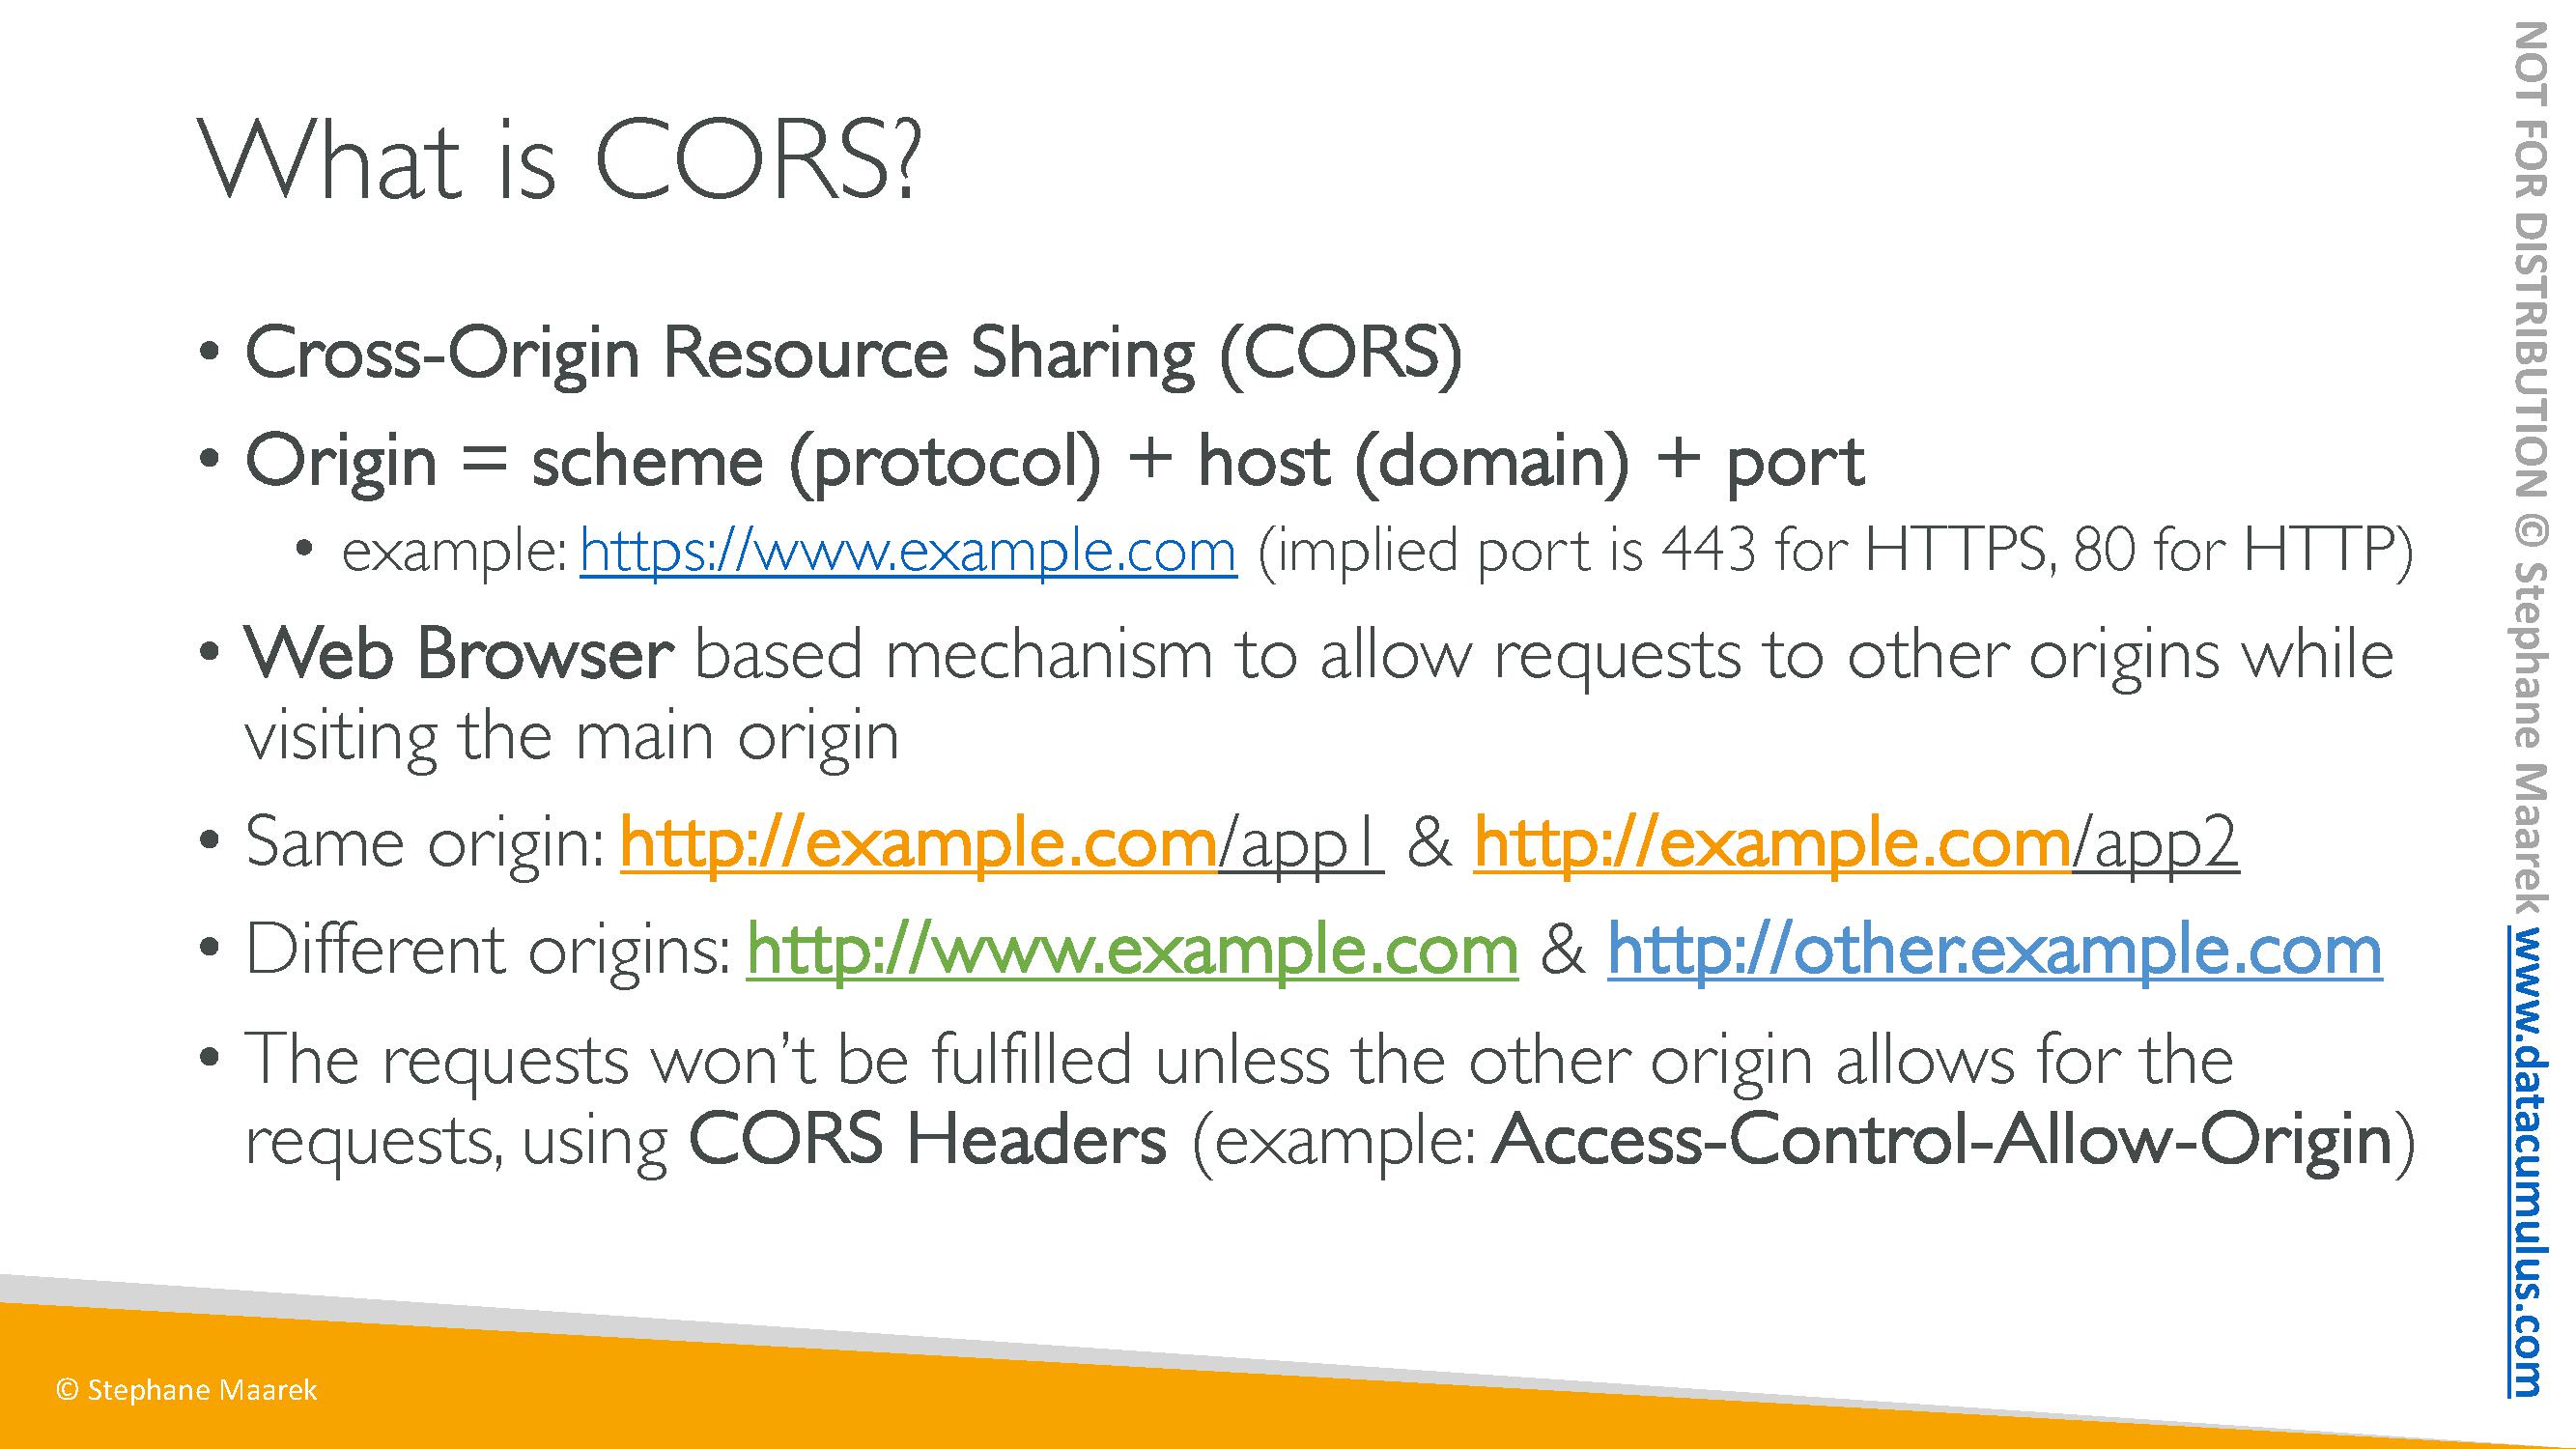 What is CORS?
• Cross-Origin Resource Sharing (CORS)
• Origin = scheme (protocol) + host (domain) + port
• example: https://www.example.com (implied port is 443 for HTTPS, 80 for HTTP)
• Web Browser based mechanism to allow requests to other origins while
visiting the main origin
• Same origin: http://example.com/app1 & http://example.com/app2
• Different origins: http://www.example.com & http://other.example.com
• The requests won’t be fulfilled unless the other origin allows for the
requests, using CORS Headers (example: Access-Control-Allow-Origin)
© Stephane Maarek
NOT FOR DISTRIBUTION © Stephane Maarek www.datacumulus.com